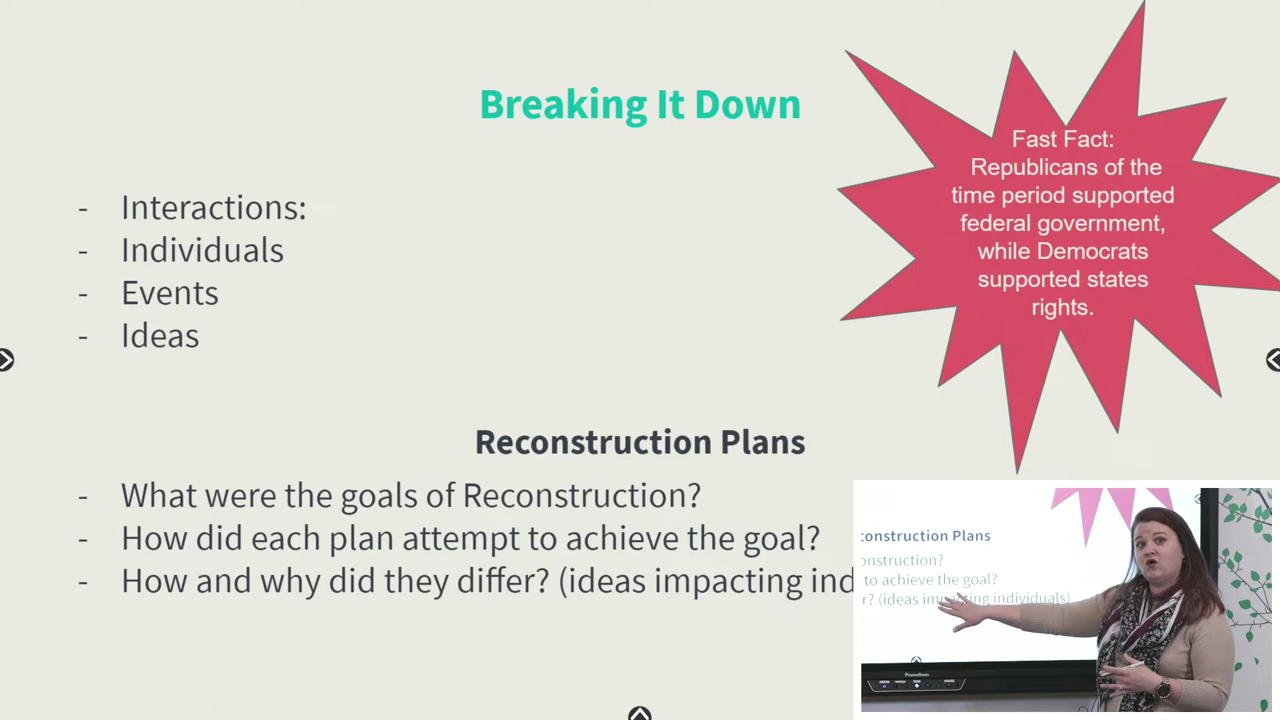 Breaking It Down
- Interactions:
- Individuals
- Events
- Ideas
Fast Fact:
Republicans of the
time period supported
federal government,
while Democrats
supported states
rights.
Reconstruction Plans
- What were the goals of Reconstruction?
- How did each plan attempt to achieve the goal?
- How and why did they differ? (ideas impacting ind
construction Plans
onstruction?
to achieve the goal?
r? (ideas impacting individuals)
Promethean